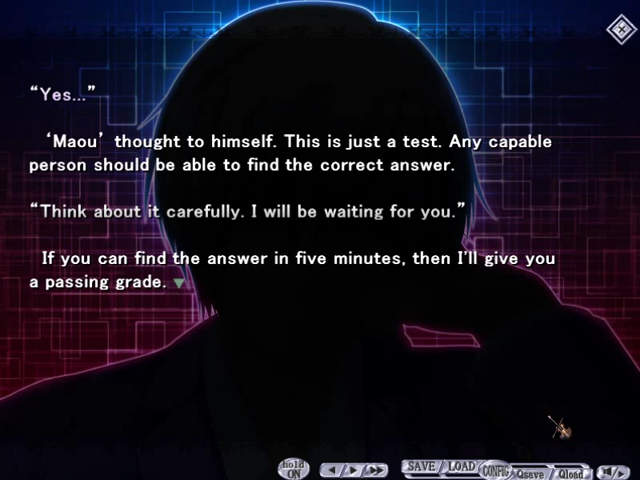 “Yes...”
‘Maou’ thought to himself. This is just a test. Any capable
person should be able to find the correct answer.
“Think about it carefully. I will be waiting for you.”
If you can find the answer in five minutes, then I'll give you
a passing grade.
hold
ON
SAVE / LOAD
CONFIG
Qsave / Qload